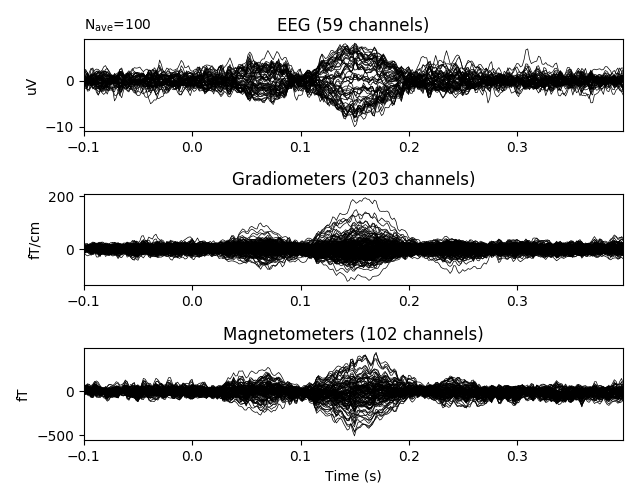 N_ave=100
EEG (59 channels)
uV
0
−10
−0.1 0.0 0.1 0.2 0.3
Gradiometers (203 channels)
fT/cm
200
0
−0.1 0.0 0.1 0.2 0.3
Magnetometers (102 channels)
fT
0
−500
−0.1 0.0 0.1 0.2 0.3
Time (s)